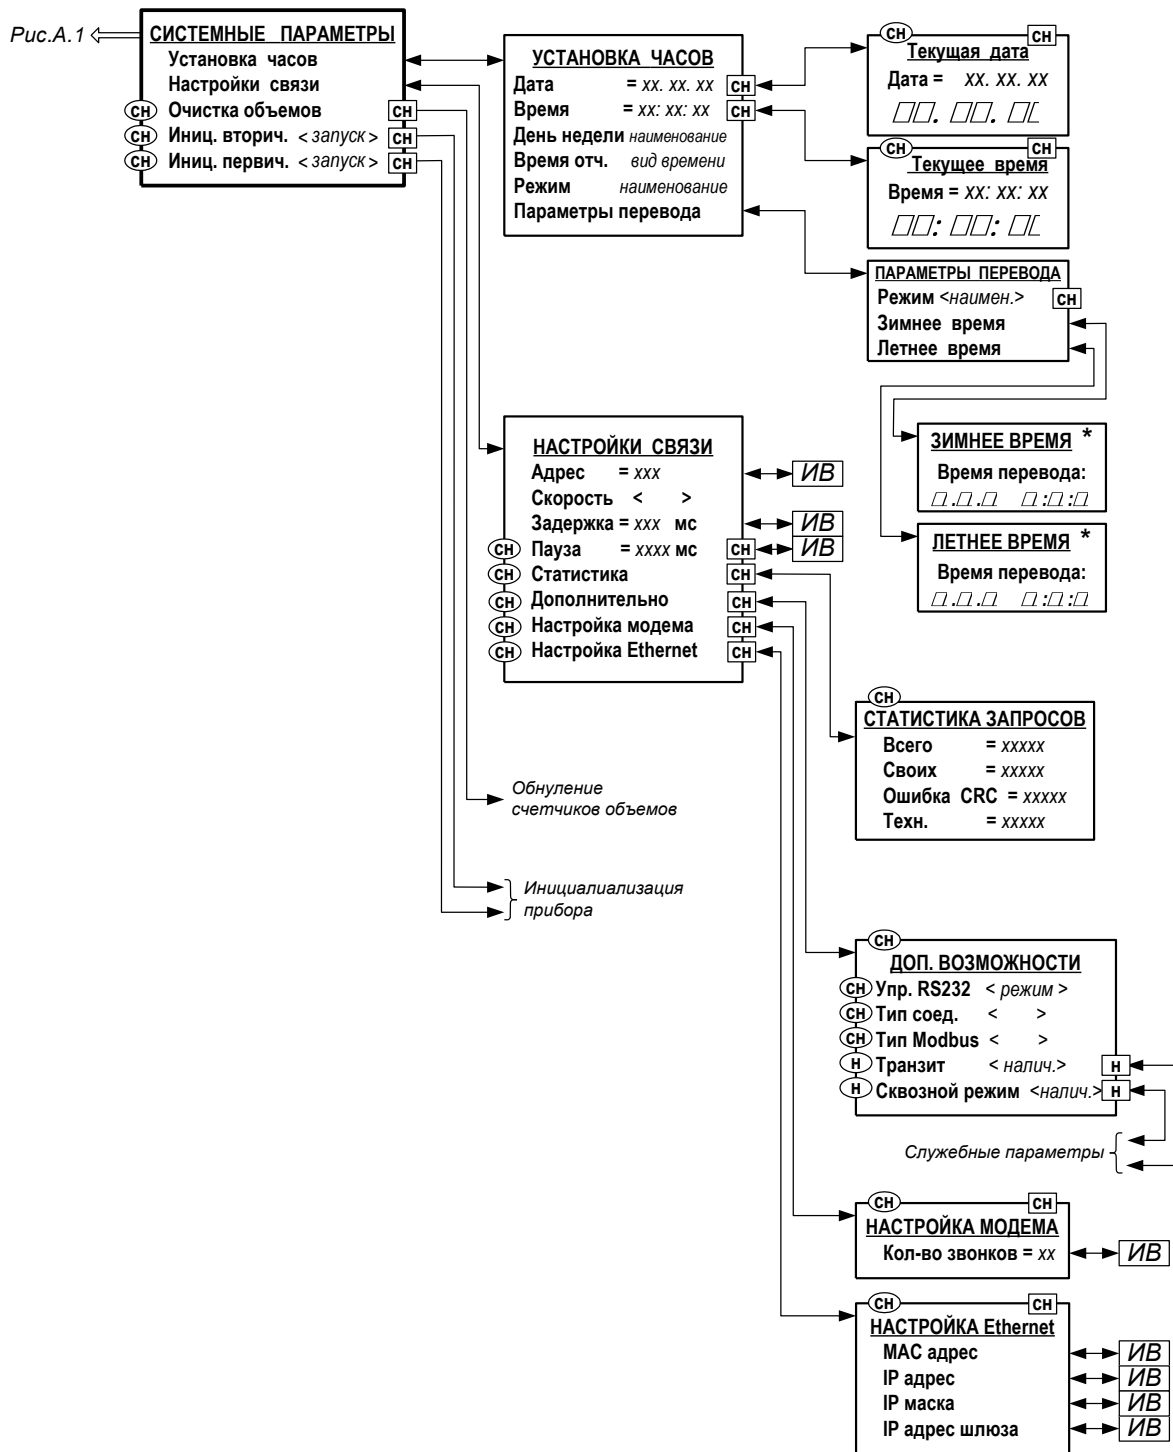 Рис.А.1
СИСТЕМНЫЕ ПАРАМЕТРЫ
Установка часов
Настройки связи
СН Очистка объемов СН
СН Иниц. вторич. < запуск > СН
СН Иниц. первич. < запуск > СН
УСТАНОВКА ЧАСОВ
Дата = хх. хх. хх СН
Время = хх: хх: хх СН
День недели наименование
Время отч. вид времени
Режим наименование
Параметры перевода
СН СН
Текущая дата
Дата = хх. хх. хх
СН СН
Текущее время
Время = хх: хх: хх
ПАРАМЕТРЫ ПЕРЕВОДА
Режим <наимен.> СН
Зимнее время
Летнее время
ЗИМНЕЕ ВРЕМЯ *
Время перевода:
ЛЕТНЕЕ ВРЕМЯ *
Время перевода:
НАСТРОЙКИ СВЯЗИ
Адрес = ххх ИВ
Скорость < >
Задержка = ххх мс ИВ
СН Пауза = хххх мс СН ИВ
СН Статистика СН
СН Дополнительно СН
СН Настройка модема СН
СН Настройка Ethernet СН
СН
СТАТИСТИКА ЗАПРОСОВ
Всего = ххххх
Своих = ххххх
Ошибка CRC = ххххх
Техн. = ххххх
Обнуление
счетчиков объемов
Инициалиализация
прибора
СН
ДОП. ВОЗМОЖНОСТИ
СН Упр. RS232 < режим >
СН Тип соед. < >
СН Тип Modbus < >
Н Транзит < налич.> Н
Н Сквозной режим <налич.> Н
Служебные параметры
СН СН
НАСТРОЙКА МОДЕМА
Кол-во звонков = хх ИВ
СН СН
НАСТРОЙКА Ethernet
MAC адрес ИВ
IP адрес ИВ
IP маска ИВ
IP адрес шлюза ИВ